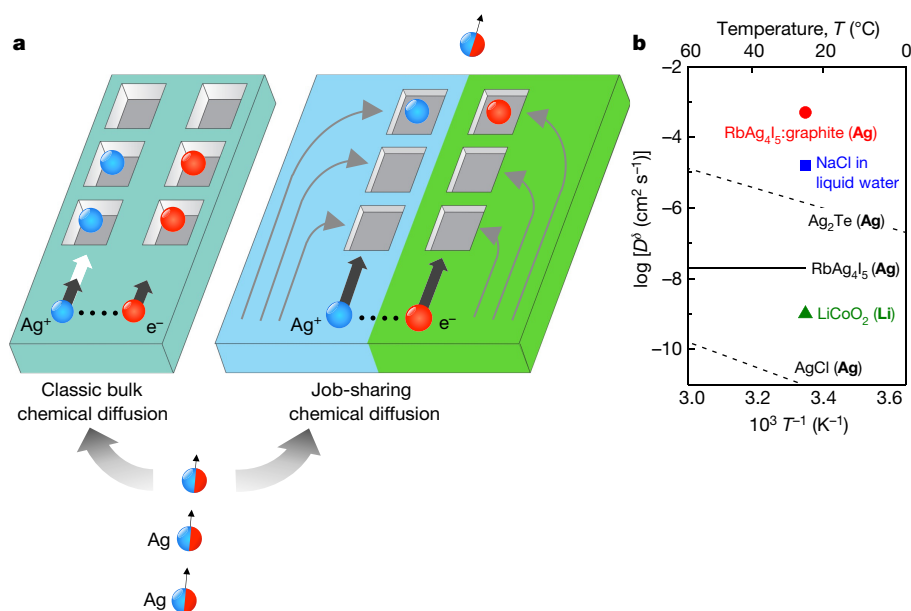 a
Ag⁺
e⁻
Ag⁺
e⁻
Classic bulk
chemical diffusion
Job-sharing
chemical diffusion
Ag
Ag
b
Temperature, T (°C)
60 40 20 0
log [Dᵟ (cm² s⁻¹)]
−2
−4
−6
−8
−10
RbAg₄I₅:graphite (Ag)
NaCl in
liquid water
Ag₂Te (Ag)
RbAg₄I₅ (Ag)
LiCoO₂ (Li)
AgCl (Ag)
3.0 3.2 3.4 3.6
10³ T⁻¹ (K⁻¹)